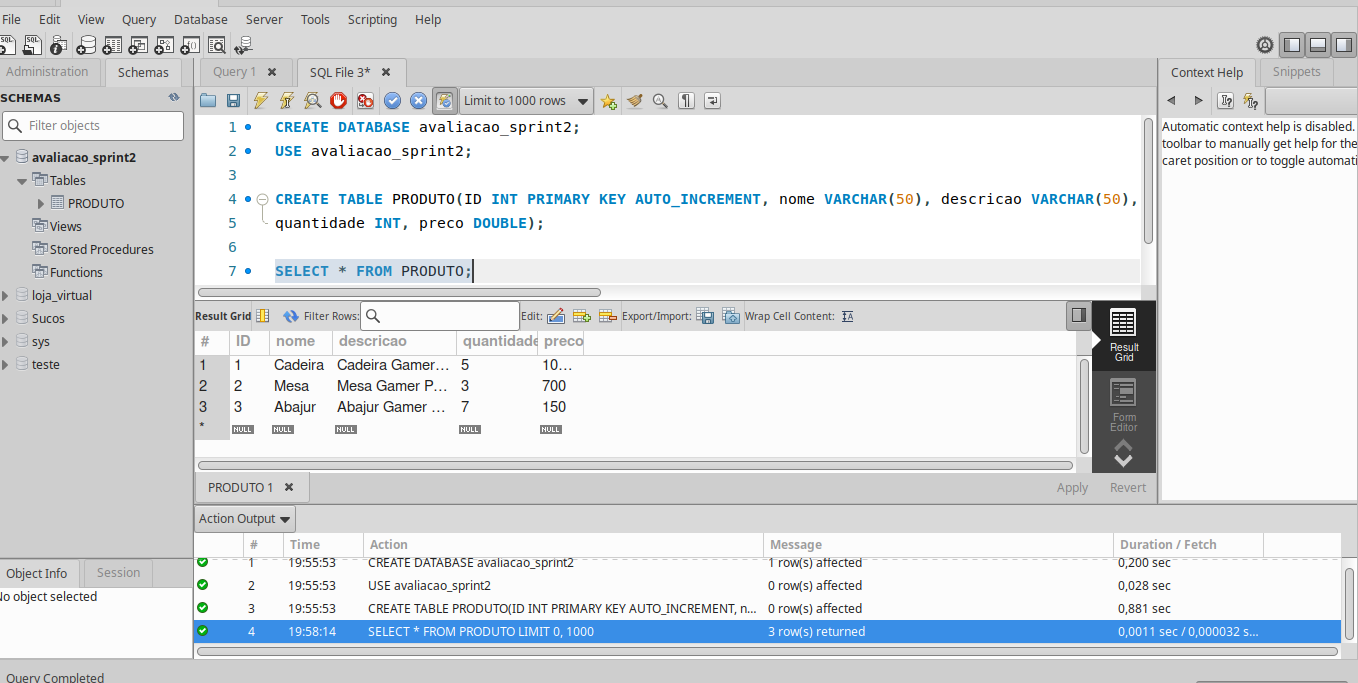 File Edit View Query Database Server Tools Scripting Help
Administration Schemas
Query 1 SQL File 3*
Context Help Snippets
SCHEMAS
Filter objects
avaliacao_sprint2
Tables
PRODUTO
Views
Stored Procedures
Functions
loja_virtual
Sucos
sys
teste
Limit to 1000 rows
1 CREATE DATABASE avaliacao_sprint2;
2 USE avaliacao_sprint2;
3
4 CREATE TABLE PRODUTO(ID INT PRIMARY KEY AUTO_INCREMENT, nome VARCHAR(50), descricao VARCHAR(50),
5 quantidade INT, preco DOUBLE);
6
7 SELECT * FROM PRODUTO;
Automatic context help is disabled.
toolbar to manually get help for the
caret position or to toggle automati
Result Grid Filter Rows: Edit: Export/Import: Wrap Cell Content: IA
# ID nome descricao quantidade preco
1 1 Cadeira Cadeira Gamer... 5 10...
2 2 Mesa Mesa Gamer P... 3 700
3 3 Abajur Abajur Gamer ... 7 150
* NULL NULL NULL NULL NULL
Result
Grid
Form
Editor
PRODUTO 1 Apply Revert
Action Output
# Time Action Message Duration / Fetch
1 19:55:53 CREATE DATABASE avaliacao_sprint2 1 row(s) affected 0,200 sec
2 19:55:53 USE avaliacao_sprint2 0 row(s) affected 0,028 sec
3 19:55:53 CREATE TABLE PRODUTO(ID INT PRIMARY KEY AUTO_INCREMENT, n... 0 row(s) affected 0,881 sec
4 19:58:14 SELECT * FROM PRODUTO LIMIT 0, 1000 3 row(s) returned 0,0011 sec / 0,000032 s...
Object Info Session
No object selected
Query Completed